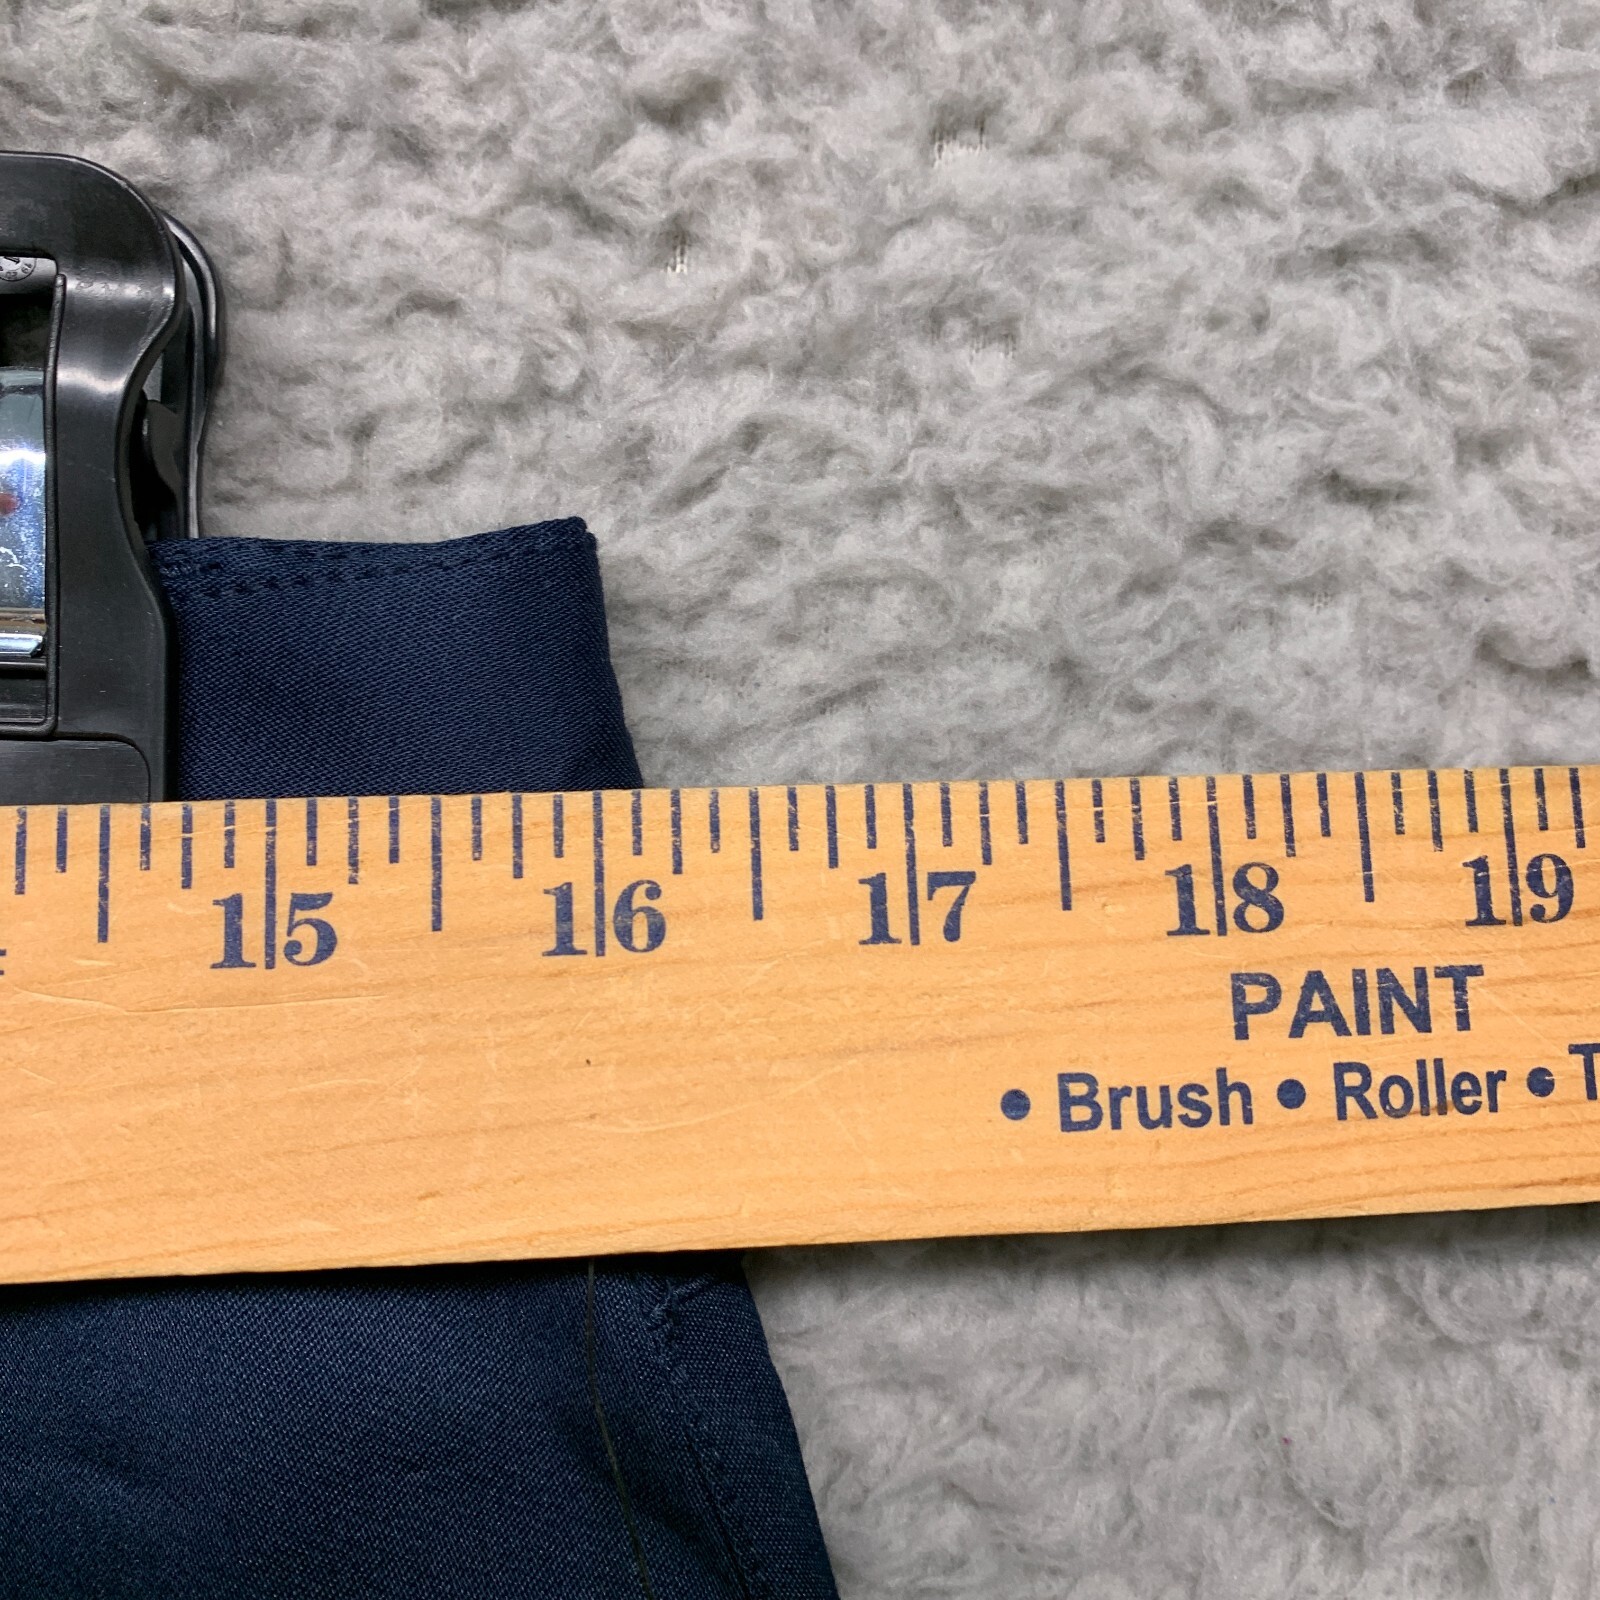 15 16 17 18 19
PAINT
• Brush • Roller • T